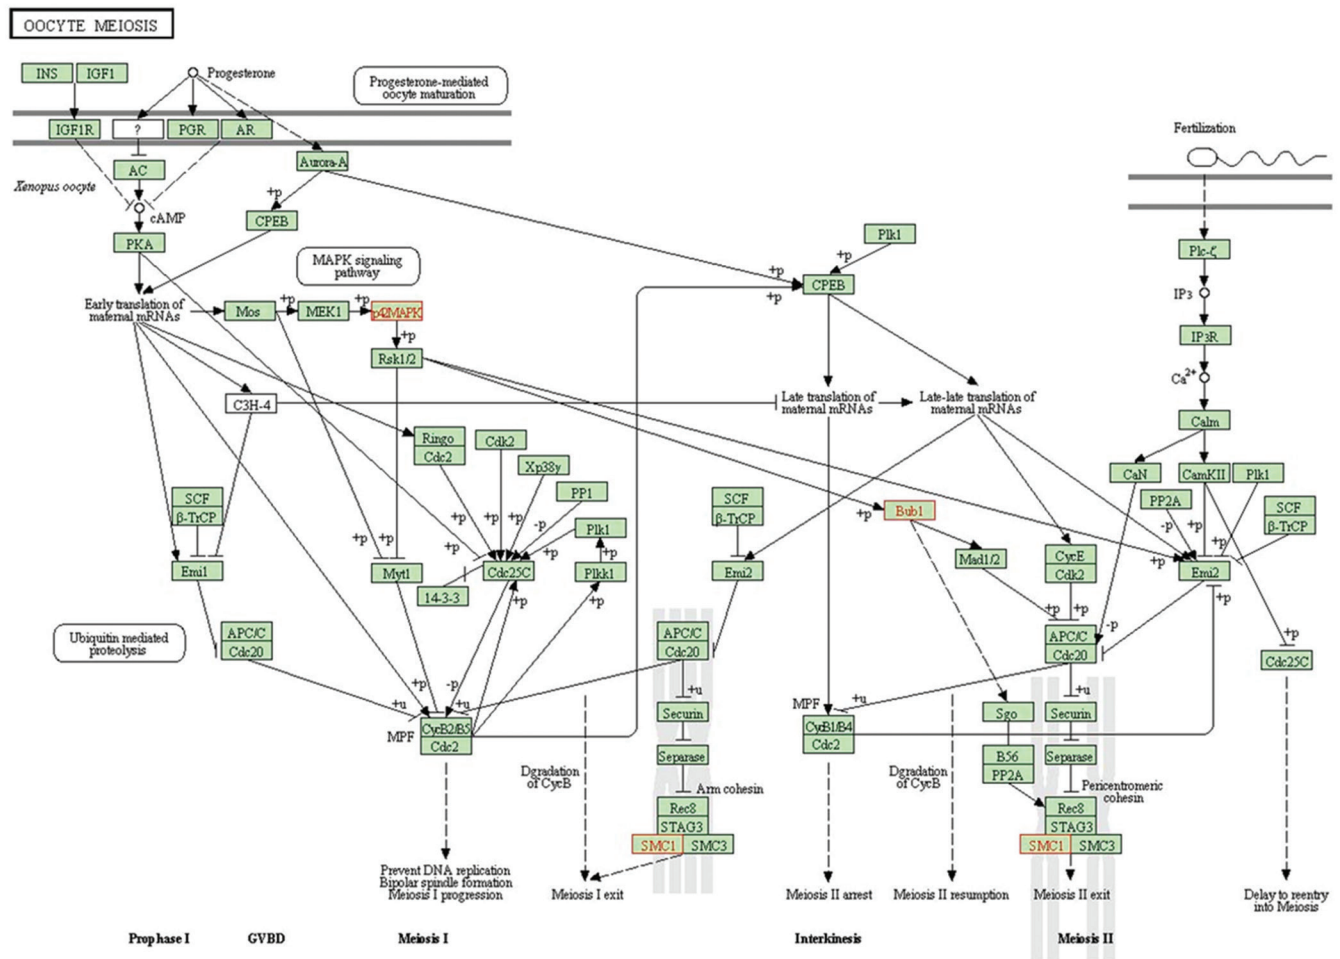 OOCYTE MEIOSIS
INS
IGF1
Progesterone
Progesterone-mediated
oocyte maturation
IGF1R
?
PGR
AR
Fertilization
AC
Aurora-A
Xenopus oocyte
+p
cAMP
CPEB
PKA
Plk1
Plc-ζ
MAPK signaling
pathway
+p
+p
+p
CPEB
IP3
Early translation of
maternal mRNAs
Mos
+p
MEK1
+p
p42MAPK
+p
Rsk1/2
IP3R
Ca2+
C3H-4
Late translation of
maternal mRNAs
Late-late translation of
maternal mRNAs
Calm
Ringo
Cdc2
Cdk2
Xp38γ
PP1
CaN
CamKII
Plk1
PP2A
SCF
β-TrCP
SCF
β-TrCP
SCF
β-TrCP
Bub1
+p
+p
+p
+p
-p
Plk1
-p
+p
+p
+p
+p
+p
+p
+p
Emi1
Myt1
Cdc25C
Plkk1
Emi2
Mad1/2
CycE
Cdk2
+p
Emi2
14-3-3
+p
+p
+p
+p
+p
-p
+p
Ubiquitin mediated
proteolysis
APC/C
Cdc20
APC/C
Cdc20
APC/C
Cdc20
Cdc25C
+p
-p
+u
+u
+u
+u
+u
MPF
CycB2/B5
Cdc2
Securin
MPF
CycB1/B4
Cdc2
Sgo
Securin
Separase
B56
PP2A
Separase
Dgradation
of CycB
Arm cohesin
Dgradation
of CycB
Pericentromeric
cohesin
Rec8
STAG3
SMC1
SMC3
Rec8
STAG3
SMC1
SMC3
Prevent DNA replication
Bipolar spindle formation
Meiosis I progression
Meiosis I exit
Meiosis II arrest
Meiosis II resumption
Meiosis II exit
Delay to reentry
into Meiosis
Prophase I
GVBD
Meiosis I
Interkinesis
Meiosis II